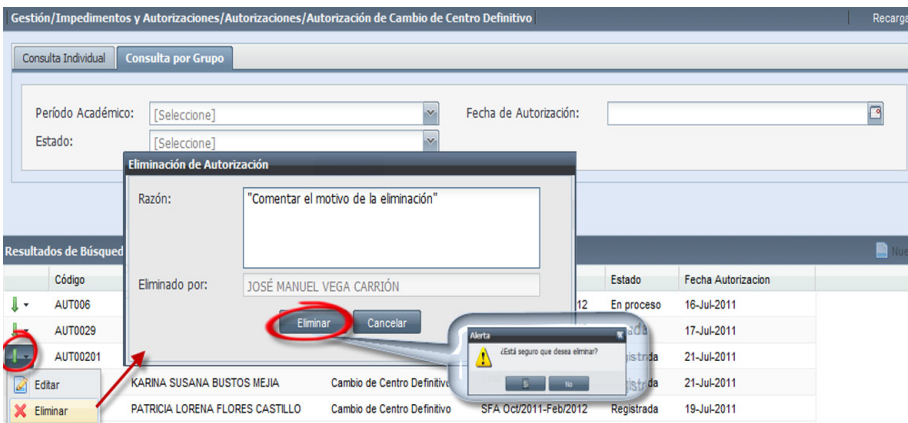 Gestión/Impedimentos y Autorizaciones/Autorizaciones/Autorización de Cambio de Centro Definitivo
Recarga
Consulta Individual
Consulta por Grupo
Período Académico:
[Seleccione]
Fecha de Autorización:
Estado:
[Seleccione]
Eliminación de Autorización
Razón:
"Comentar el motivo de la eliminación"
Eliminado por:
JOSÉ MANUEL VEGA CARRIÓN
Eliminar
Cancelar
Alerta
¿Está seguro que desea eliminar?
No
Resultados de Búsqued
Nue
Código
Estado
Fecha Autorizacion
AUT006
12
En proceso
16-Jul-2011
AUT0029
17-Jul-2011
AUT00201
21-Jul-2011
Editar
KARINA SUSANA BUSTOS MEJIA
Cambio de Centro Definitivo
21-Jul-2011
Eliminar
PATRICIA LORENA FLORES CASTILLO
Cambio de Centro Definitivo
SFA Oct/2011-Feb/2012
Registrada
19-Jul-2011